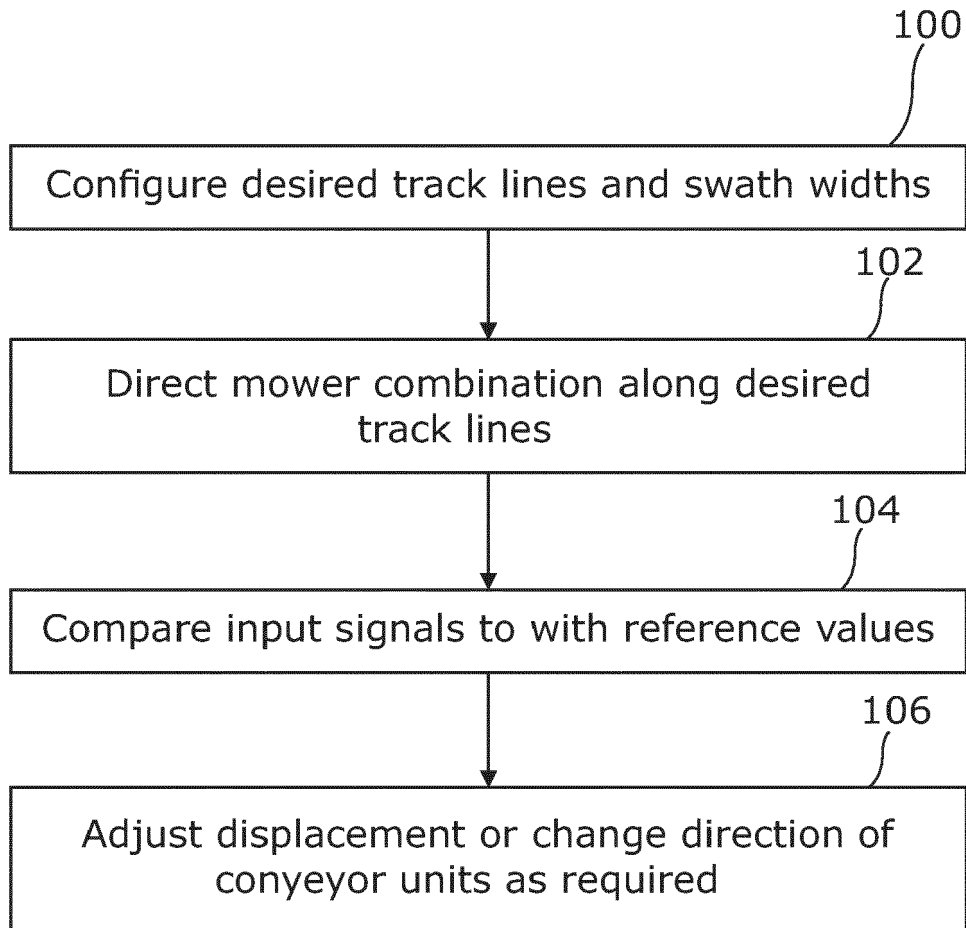 100
Configure desired track lines and swath widths
102
Direct mower combination along desired
track lines
104
Compare input signals to with reference values
106
Adjust displacement or change direction of
conyeyor units as required